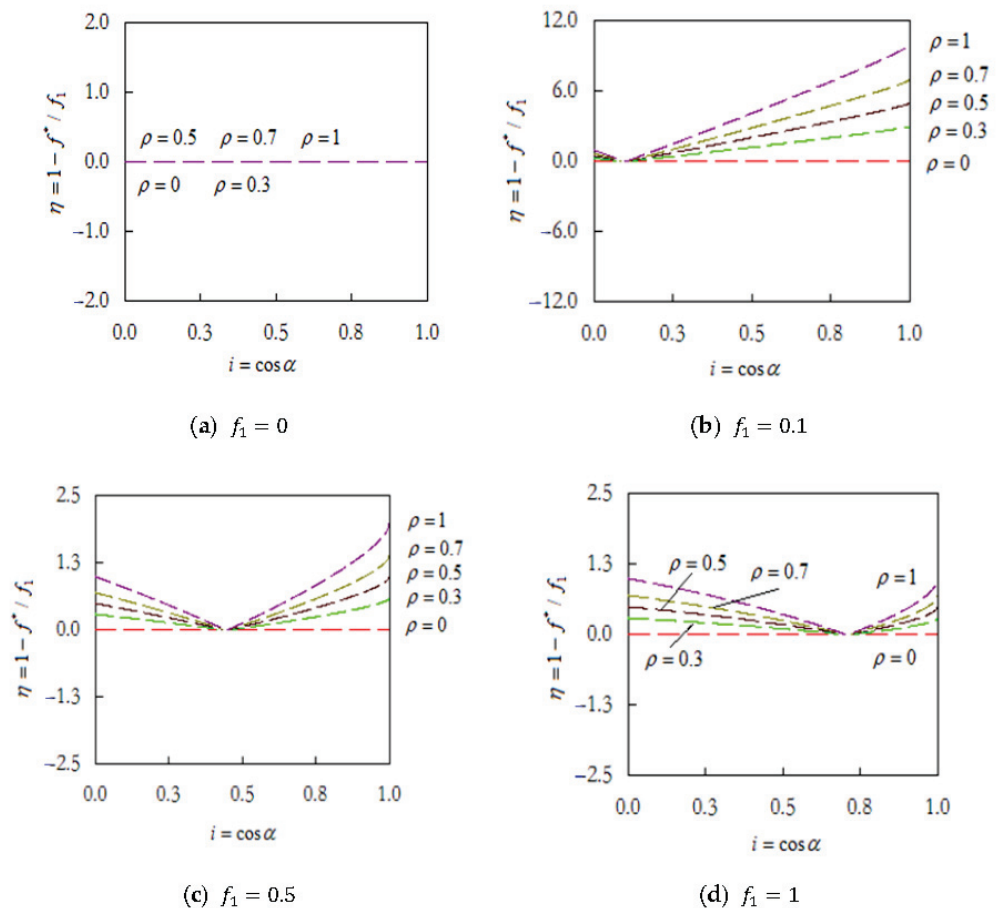 2.0
1.0
0.0
−1.0
−2.0
η = 1 − f* / f₁
ρ = 0.5 ρ = 0.7 ρ = 1
ρ = 0 ρ = 0.3
0.0 0.3 0.5 0.8 1.0
i = cos α
(a) f₁ = 0
12.0
6.0
0.0
−6.0
−12.0
η = 1 − f* / f₁
ρ = 1
ρ = 0.7
ρ = 0.5
ρ = 0.3
ρ = 0
0.0 0.3 0.5 0.8 1.0
i = cos α
(b) f₁ = 0.1
2.5
1.3
0.0
−1.3
−2.5
η = 1 − f* / f₁
ρ = 1
ρ = 0.7
ρ = 0.5
ρ = 0.3
ρ = 0
0.0 0.3 0.5 0.8 1.0
i = cos α
(c) f₁ = 0.5
2.5
1.3
0.0
−1.3
−2.5
η = 1 − f* / f₁
ρ = 0.5 ρ = 0.7 ρ = 1
ρ = 0.3 ρ = 0
0.0 0.3 0.5 0.8 1.0
i = cos α
(d) f₁ = 1